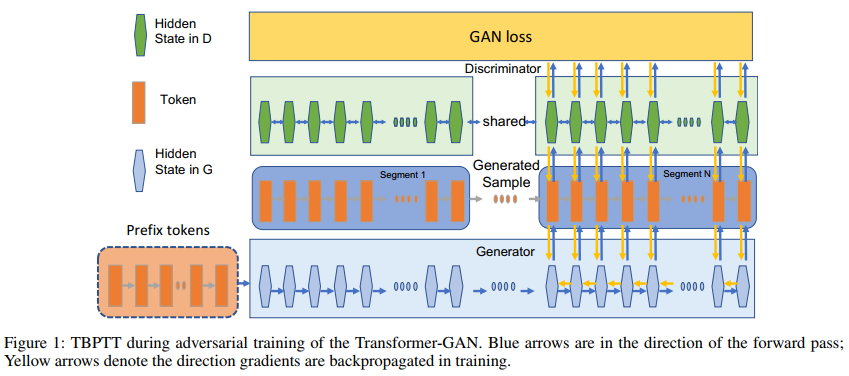 Hidden
State in D
GAN loss
Discriminator
Token
shared
Hidden
State in G
Segment 1
Generated
Sample
Segment N
Prefix tokens
Generator
Figure 1: TBPTT during adversarial training of the Transformer-GAN. Blue arrows are in the direction of the forward pass;
Yellow arrows denote the direction gradients are backpropagated in training.